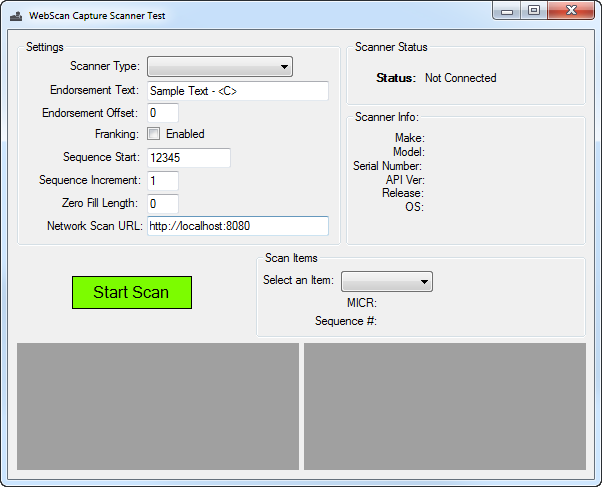 WebScan Capture Scanner Test
Settings
Scanner Type:
Endorsement Text: Sample Text - <C>
Endorsement Offset: 0
Franking: Enabled
Sequence Start: 12345
Sequence Increment: 1
Zero Fill Length: 0
Network Scan URL: http://localhost:8080
Scanner Status
Status: Not Connected
Scanner Info:
Make:
Model:
Serial Number:
API Ver:
Release:
OS:
Start Scan
Scan Items
Select an Item:
MICR:
Sequence #: